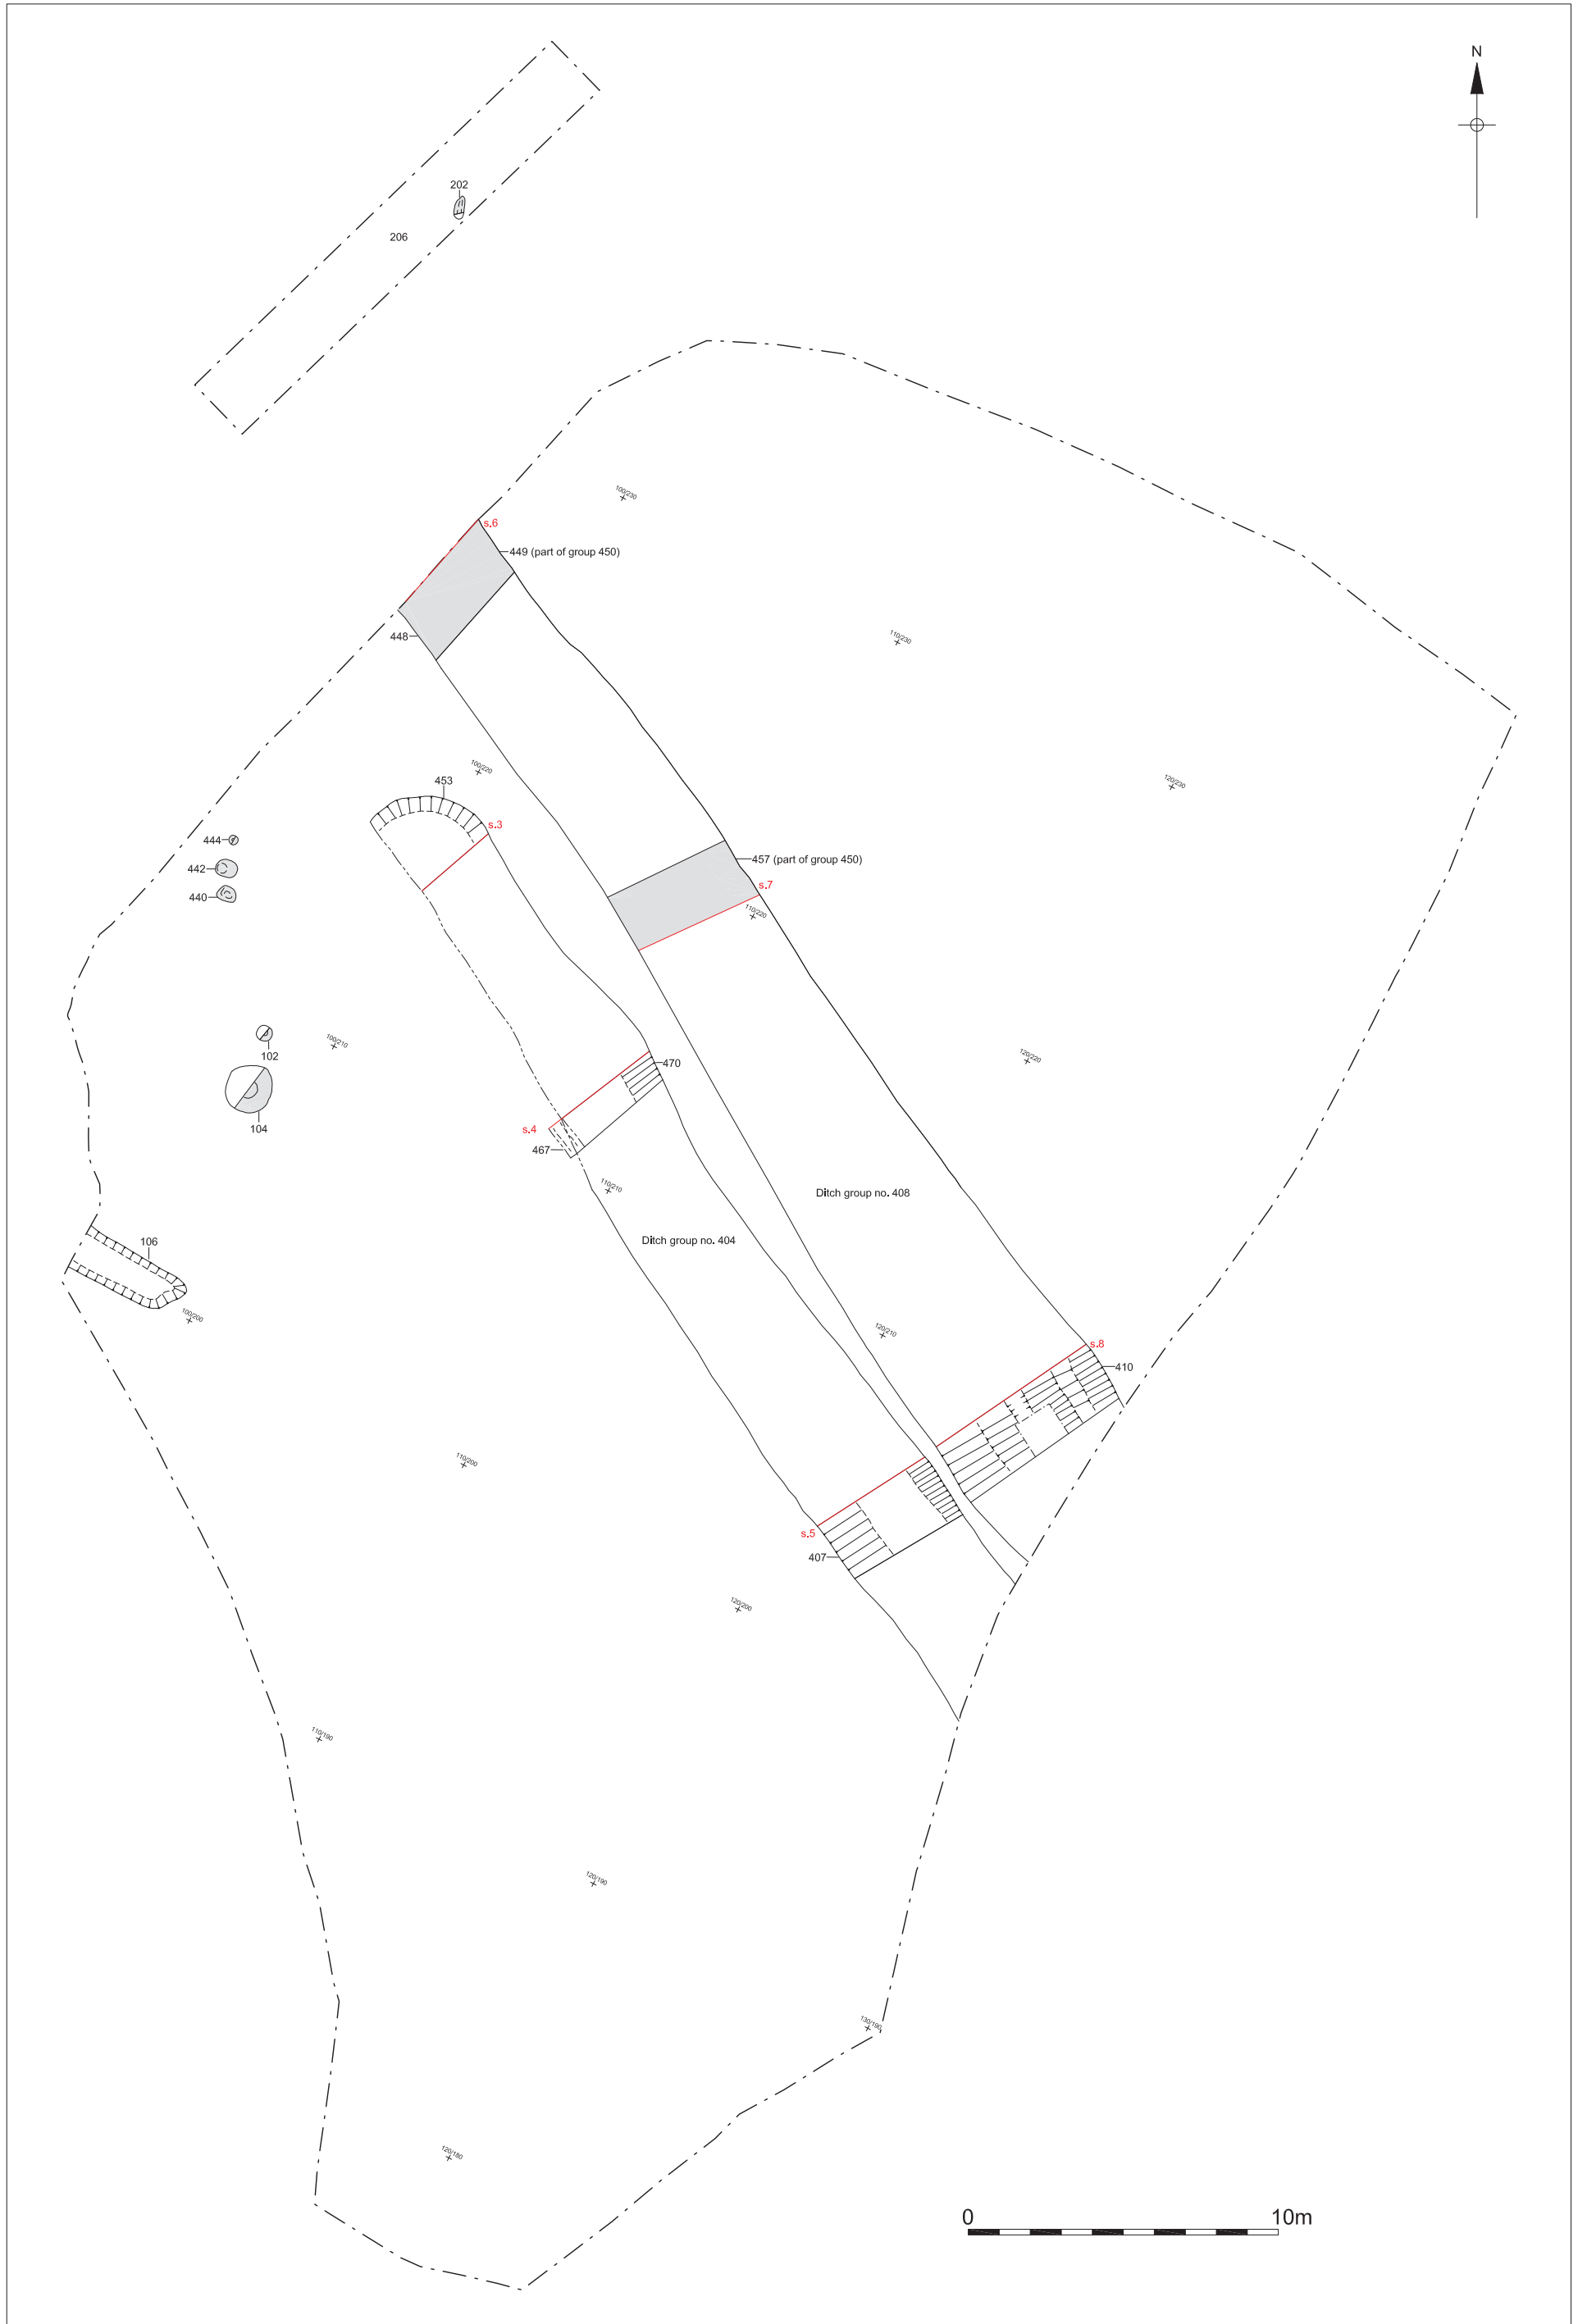 N
202
206
100/230
s.6
449 (part of group 450)
448
110/230
100/220
453
120/230
s.3
444
442
457 (part of group 450)
s.7
440
110/220
102
100/210
120/220
470
104
s.4
467
110/210
Ditch group no. 408
106
Ditch group no. 404
100/200
120/210
s.8
410
110/200
s.5
407
120/200
110/190
120/190
130/190
120/180
0 10m